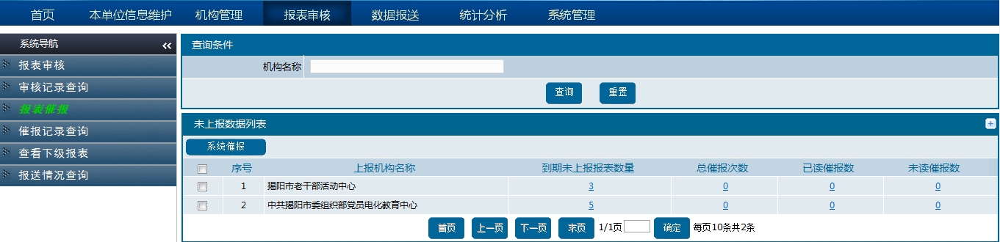 首页 本单位信息维护 机构管理 报表审核 数据报送 统计分析 系统管理
系统导航
报表审核
审核记录查询
报表催报
催报记录查询
查看下级报表
报送情况查询
查询条件
机构名称
查询 重置
未上报数据列表
系统催报
序号 上报机构名称 到期未上报报表数量 总催报次数 已读催报数 未读催报数
1 揭阳市老干部活动中心 3 0 0 0
2 中共揭阳市委组织部党员电化教育中心 5 0 0 0
首页 上一页 下一页 末页 1/1页 确定 每页10条共2条